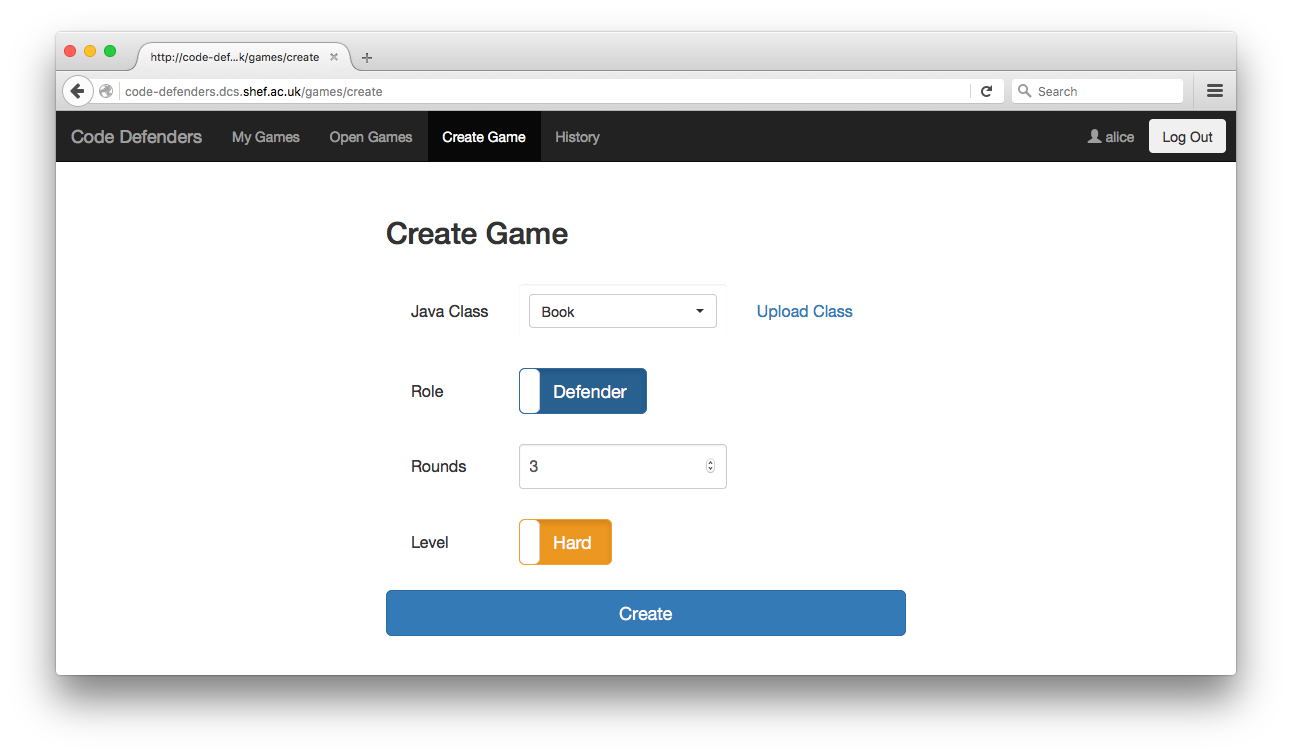 http://code-def...k/games/create
code-defenders.dcs.shef.ac.uk/games/create
Search
Code Defenders My Games Open Games Create Game History alice Log Out
Create Game
Java Class Book Upload Class
Role Defender
Rounds 3
Level Hard
Create